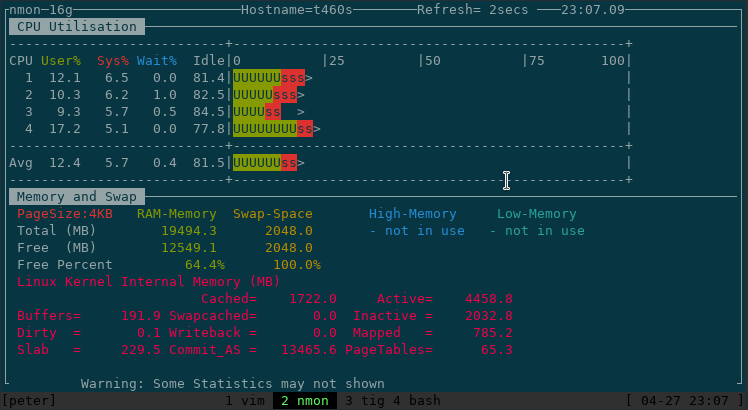 nmon-16g Hostname=t460s Refresh= 2secs 23:07.09
CPU Utilisation
---------------------------+-------------------------------------------------+
CPU User% Sys% Wait% Idle|0 |25 |50 |75 100|
1 12.1 6.5 0.0 81.4|UUUUUUsss> |
2 10.3 6.2 1.0 82.5|UUUUUsss> |
3 9.3 5.7 0.5 84.5|UUUUss > |
4 17.2 5.1 0.0 77.8|UUUUUUUUss> |
---------------------------+-------------------------------------------------+
Avg 12.4 5.7 0.4 81.5|UUUUUUss> |
---------------------------+-------------------------------------------------+
Memory and Swap
PageSize:4KB RAM-Memory Swap-Space High-Memory Low-Memory
Total (MB) 19494.3 2048.0 - not in use - not in use
Free (MB) 12549.1 2048.0
Free Percent 64.4% 100.0%
Linux Kernel Internal Memory (MB)
Cached= 1722.0 Active= 4458.8
Buffers= 191.9 Swapcached= 0.0 Inactive = 2032.8
Dirty = 0.1 Writeback = 0.0 Mapped = 785.2
Slab = 229.5 Commit_AS = 13465.6 PageTables= 65.3
Warning: Some Statistics may not shown
[peter] 1 vim 2 nmon 3 tig 4 bash [ 04-27 23:07 ]